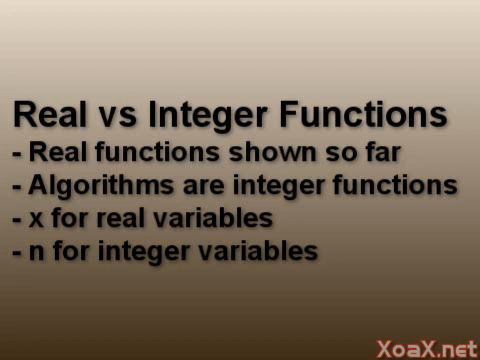 Real vs Integer Functions
- Real functions shown so far
- Algorithms are integer functions
- x for real variables
- n for integer variables
XoaX.net